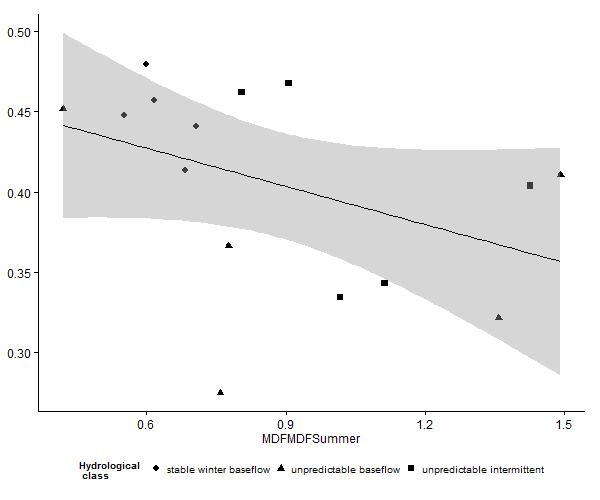 0.50
0.45
0.40
0.35
0.30
0.6 0.9 1.2 1.5
MDFMDFSummer
Hydrological
class
stable winter baseflow unpredictable baseflow unpredictable intermittent